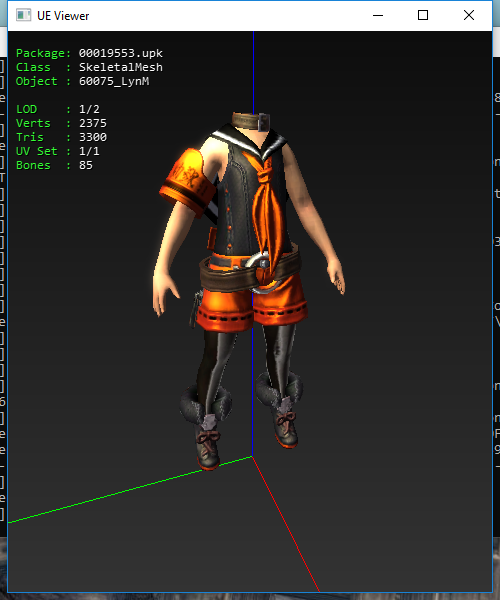 UE Viewer
Package: 00019553.upk
Class  : SkeletalMesh
Object : 60075_LynM
LOD    : 1/2
Verts  : 2375
Tris   : 3300
UV Set : 1/1
Bones  : 85